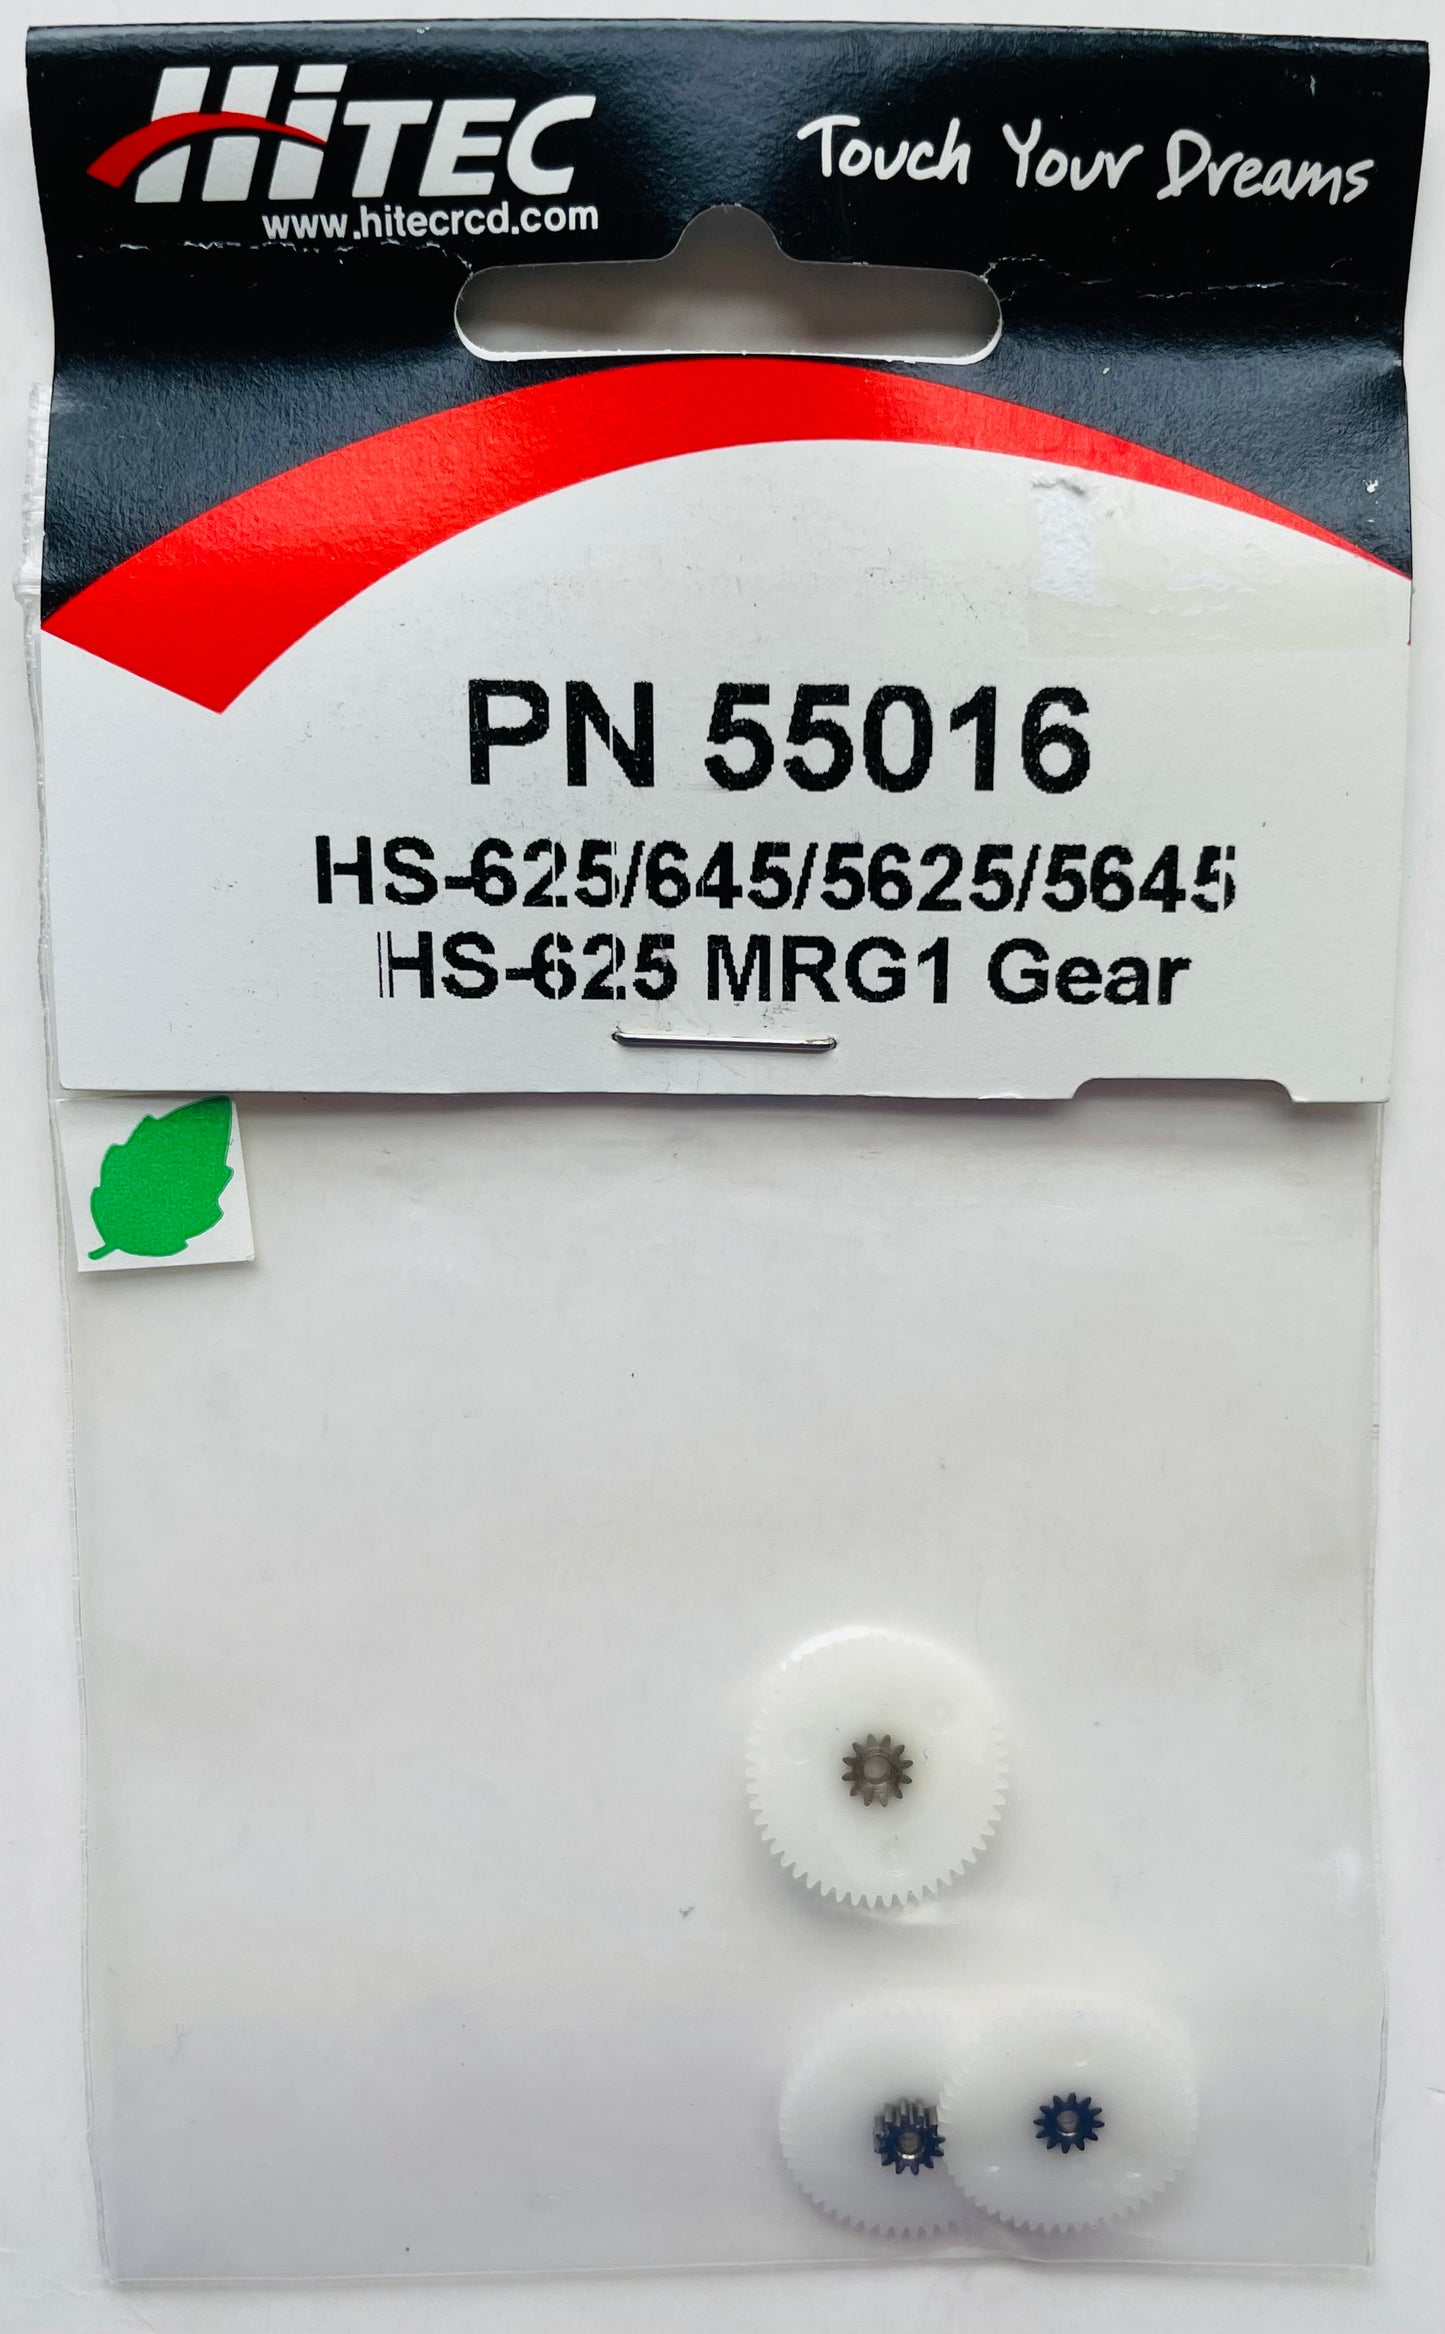 HiTEC
www.hitecrcd.com
Touch Your Dreams
PN 55016
HS-625/645/5625/5645
HS-625 MRG1 Gear